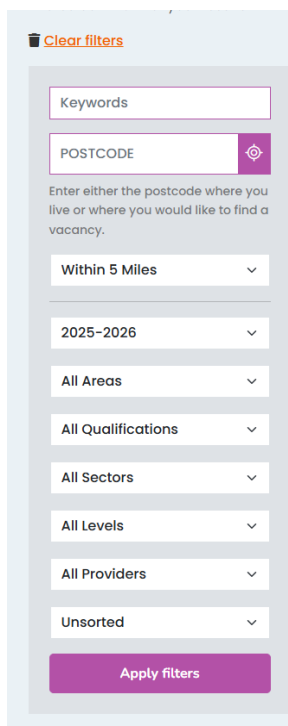 Clear filters
Keywords
POSTCODE
Enter either the postcode where you
live or where you would like to find a
vacancy.
Within 5 Miles
2025-2026
All Areas
All Qualifications
All Sectors
All Levels
All Providers
Unsorted
Apply filters